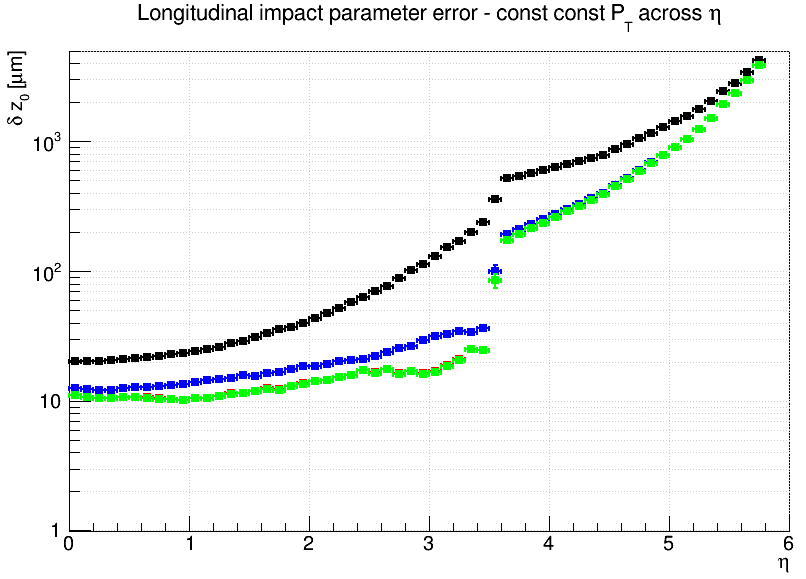 Longitudinal impact parameter error - const const P_T across η
δ z_0 [μm]
10^3
10^2
10
1
0 1 2 3 4 5 6
η